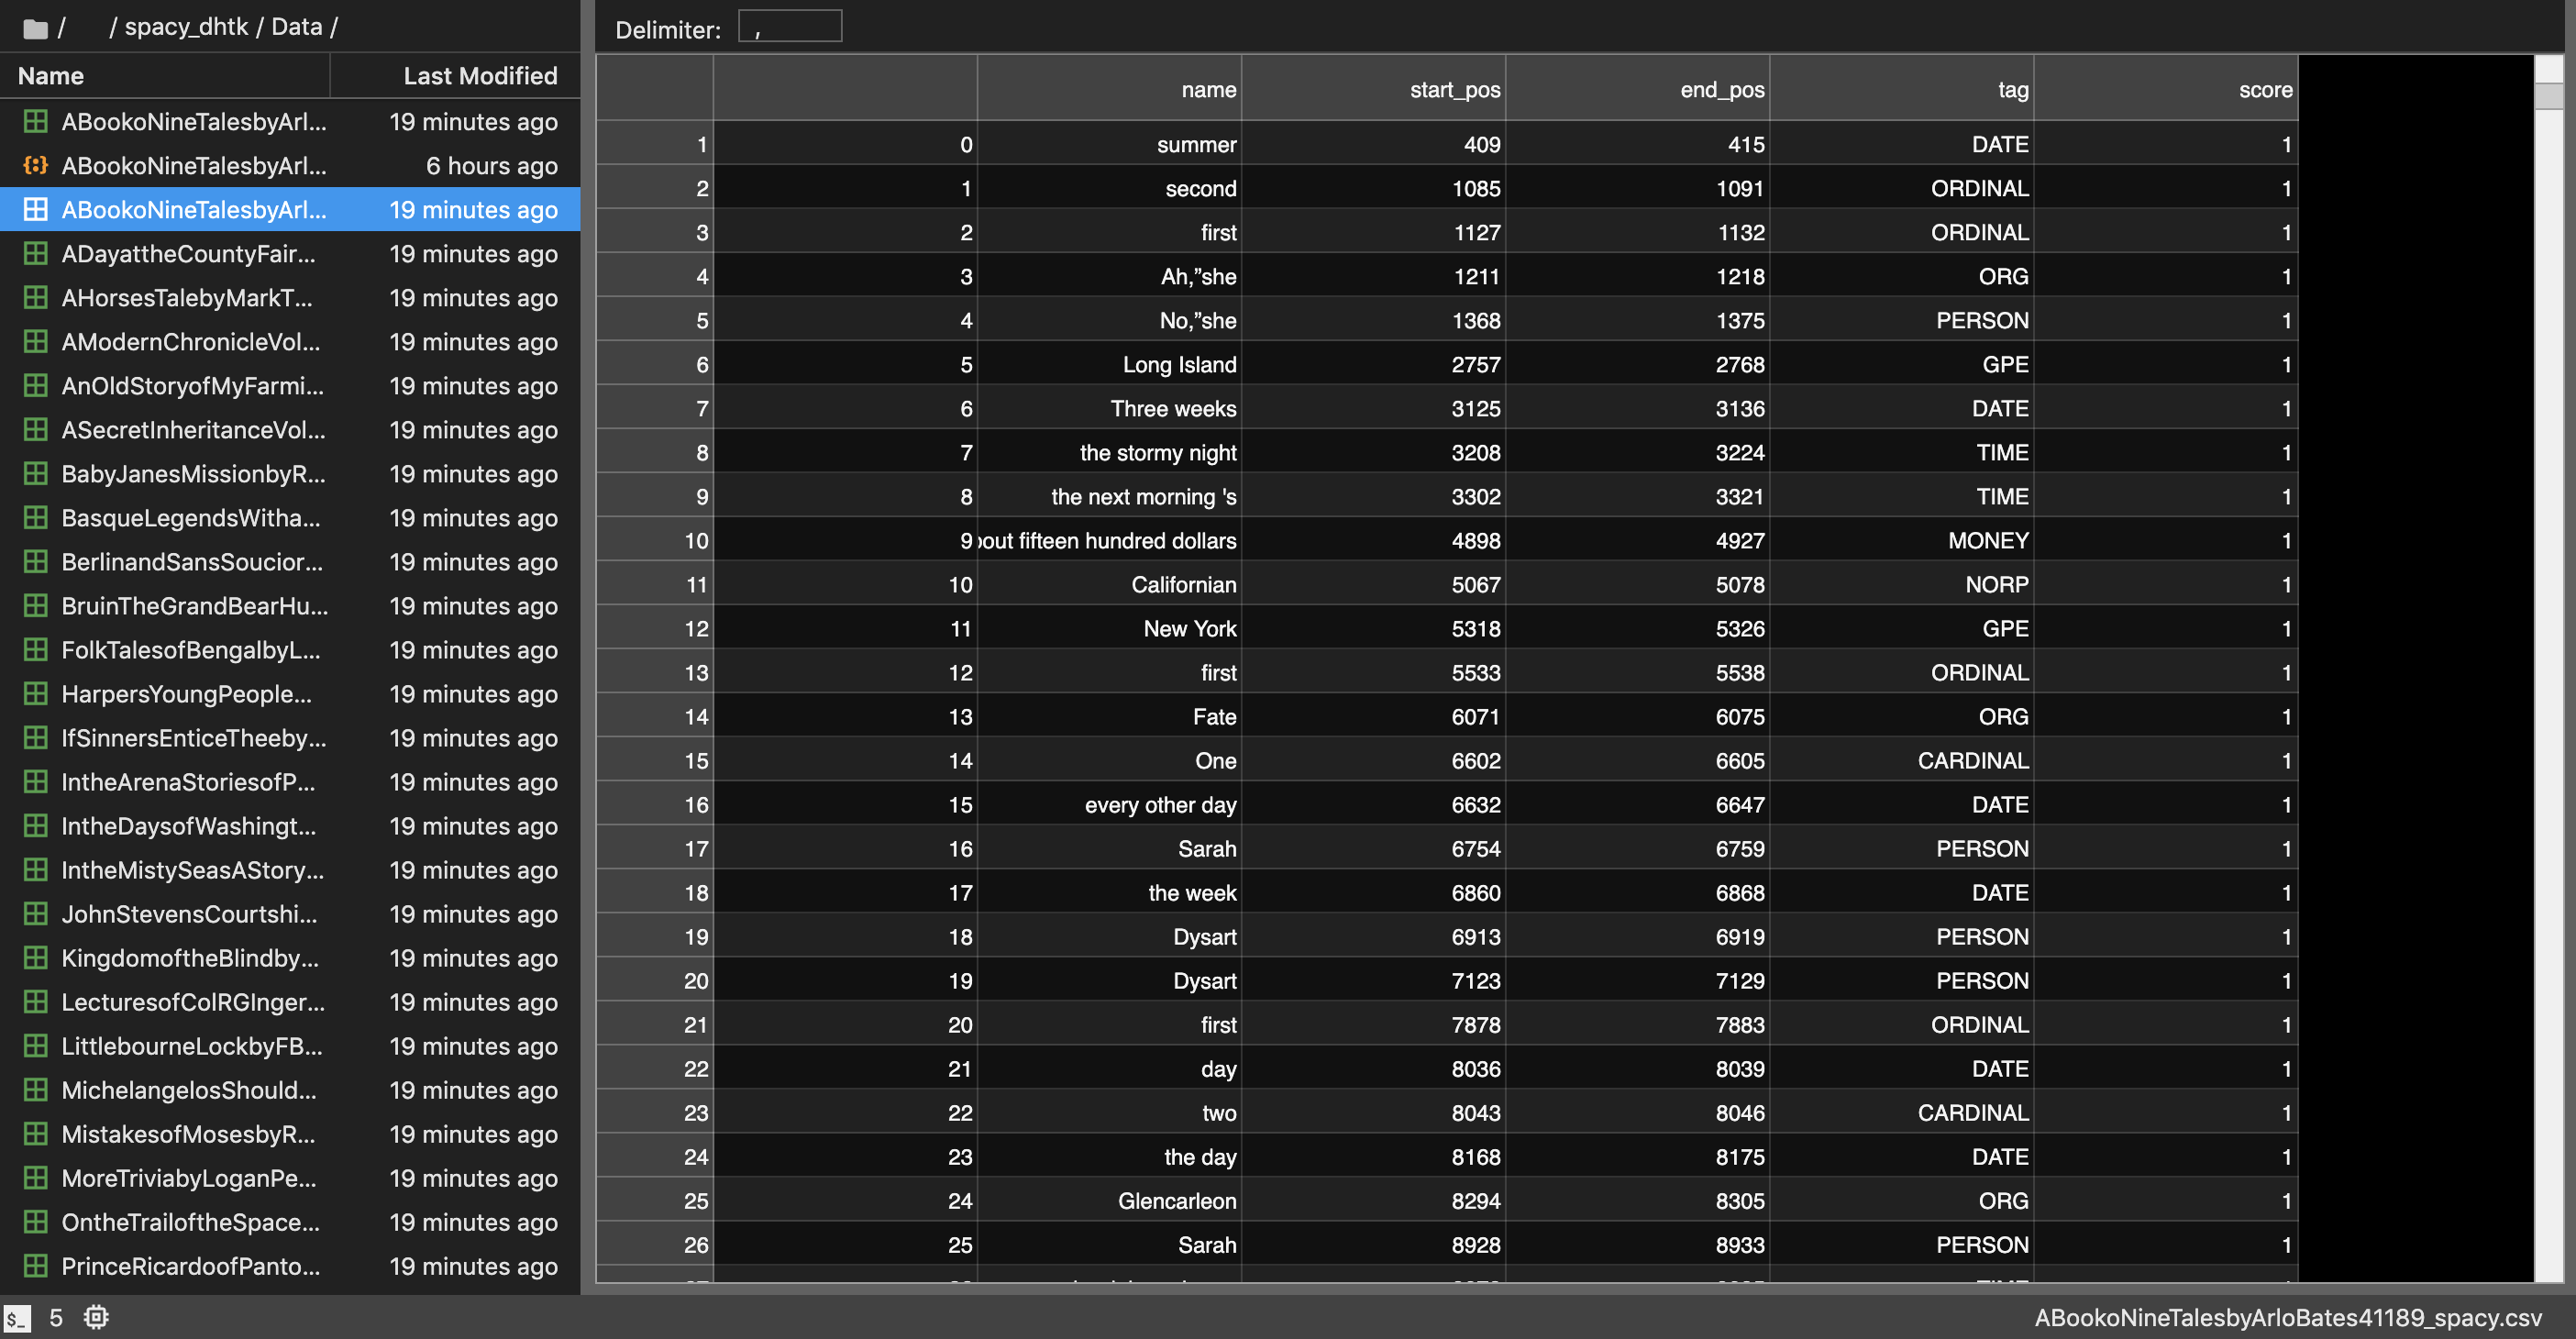 / / spacy_dhtk / Data /
Name Last Modified
ABookoNineTalesbyArl... 19 minutes ago
ABookoNineTalesbyArl... 6 hours ago
ABookoNineTalesbyArl... 19 minutes ago
ADayattheCountyFair... 19 minutes ago
AHorsesTalebyMarkT... 19 minutes ago
AModernChronicleVol... 19 minutes ago
AnOldStoryofMyFarmi... 19 minutes ago
ASecretInheritanceVol... 19 minutes ago
BabyJanesMissionbyR... 19 minutes ago
BasqueLegendsWitha... 19 minutes ago
BerlinandSansSoucior... 19 minutes ago
BruinTheGrandBearHu... 19 minutes ago
FolkTalesofBengalbyL... 19 minutes ago
HarpersYoungPeople... 19 minutes ago
IfSinnersEnticeTheeby... 19 minutes ago
IntheArenaStoriesofP... 19 minutes ago
IntheDaysofWashingt... 19 minutes ago
IntheMistySeasAStory... 19 minutes ago
JohnStevensCourtshi... 19 minutes ago
KingdomoftheBlindby... 19 minutes ago
LecturesofColRGInger... 19 minutes ago
LittlebourneLockbyFB... 19 minutes ago
MichelangelosShould... 19 minutes ago
MistakesofMosesbyR... 19 minutes ago
MoreTriviabyLoganPe... 19 minutes ago
OntheTrailoftheSpace... 19 minutes ago
PrinceRicardoofPanto... 19 minutes ago
Delimiter: ,
name start_pos end_pos tag score
1 0 summer 409 415 DATE 1
2 1 second 1085 1091 ORDINAL 1
3 2 first 1127 1132 ORDINAL 1
4 3 Ah,”she 1211 1218 ORG 1
5 4 No,”she 1368 1375 PERSON 1
6 5 Long Island 2757 2768 GPE 1
7 6 Three weeks 3125 3136 DATE 1
8 7 the stormy night 3208 3224 TIME 1
9 8 the next morning 's 3302 3321 TIME 1
10 9 fifteen hundred dollars 4898 4927 MONEY 1
11 10 Californian 5067 5078 NORP 1
12 11 New York 5318 5326 GPE 1
13 12 first 5533 5538 ORDINAL 1
14 13 Fate 6071 6075 ORG 1
15 14 One 6602 6605 CARDINAL 1
16 15 every other day 6632 6647 DATE 1
17 16 Sarah 6754 6759 PERSON 1
18 17 the week 6860 6868 DATE 1
19 18 Dysart 6913 6919 PERSON 1
20 19 Dysart 7123 7129 PERSON 1
21 20 first 7878 7883 ORDINAL 1
22 21 day 8036 8039 DATE 1
23 22 two 8043 8046 CARDINAL 1
24 23 the day 8168 8175 DATE 1
25 24 Glencarleon 8294 8305 ORG 1
26 25 Sarah 8928 8933 PERSON 1
$_ 5
ABookoNineTalesbyArloBates41189_spacy.csv